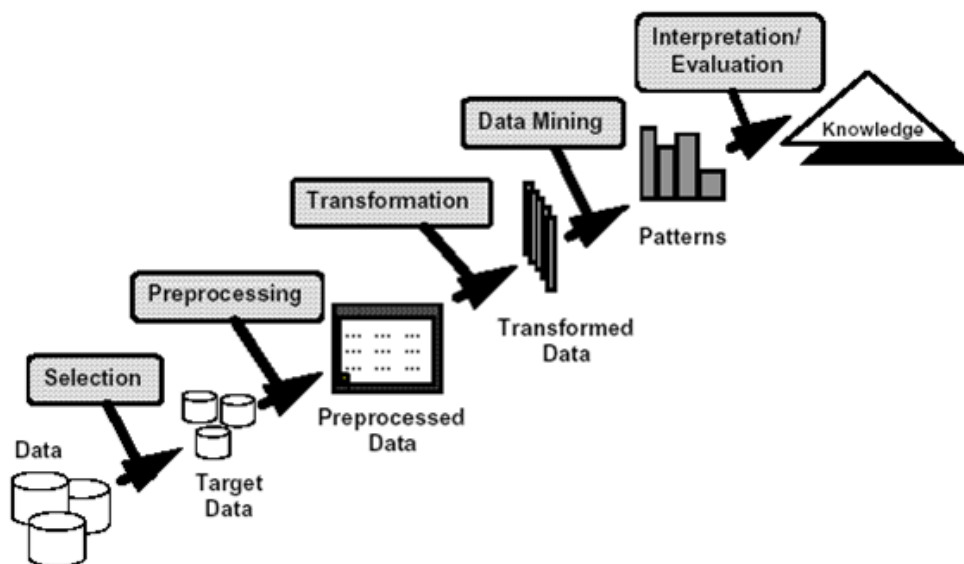 Interpretation/
Evaluation
Knowledge
Data Mining
Patterns
Transformation
Transformed
Data
Preprocessing
Preprocessed
Data
Selection
Target
Data
Data